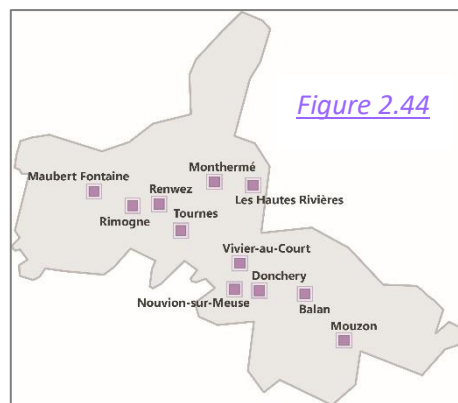 Figure 2.44
Monthermé
Maubert Fontaine
Renwez
Les Hautes Rivières
Rimogne
Tournes
Vivier-au-Court
Donchery
Nouvion-sur-Meuse
Balan
Mouzon